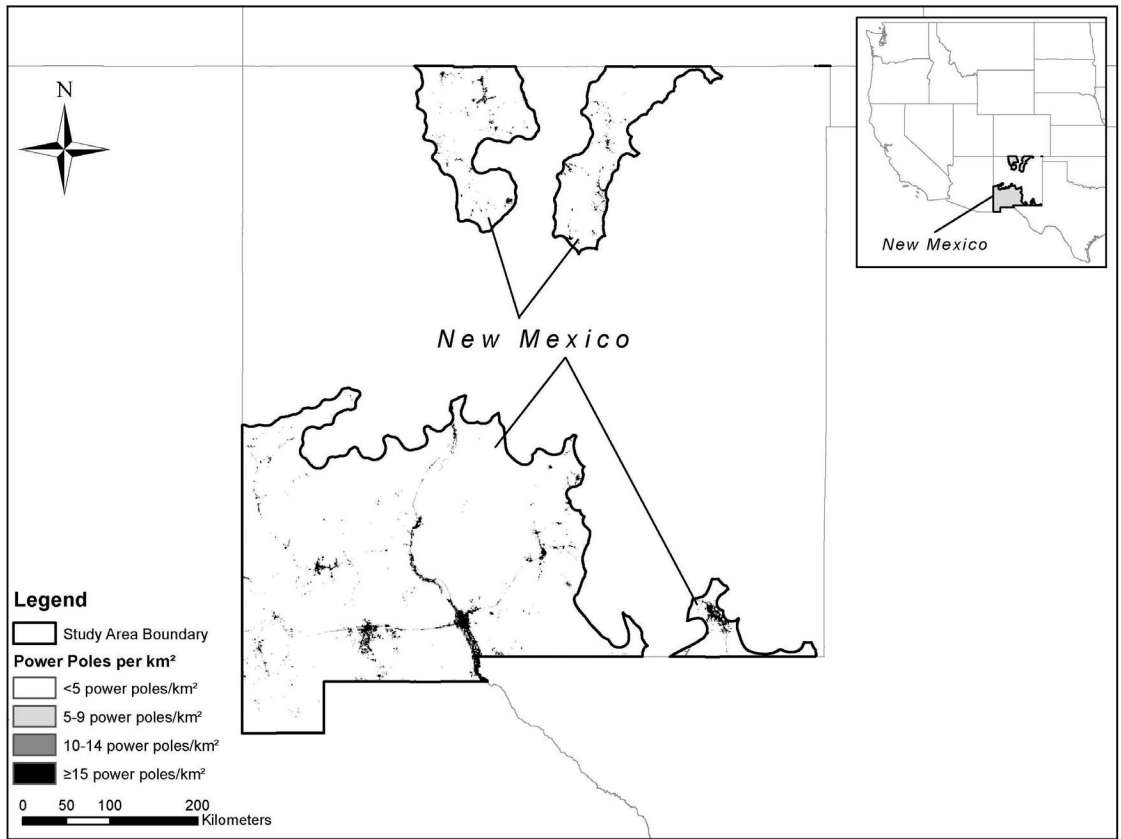 N
New Mexico
New Mexico
Legend
Study Area Boundary
Power Poles per km²
<5 power poles/km²
5-9 power poles/km²
10-14 power poles/km²
≥15 power poles/km²
0 50 100 200
Kilometers